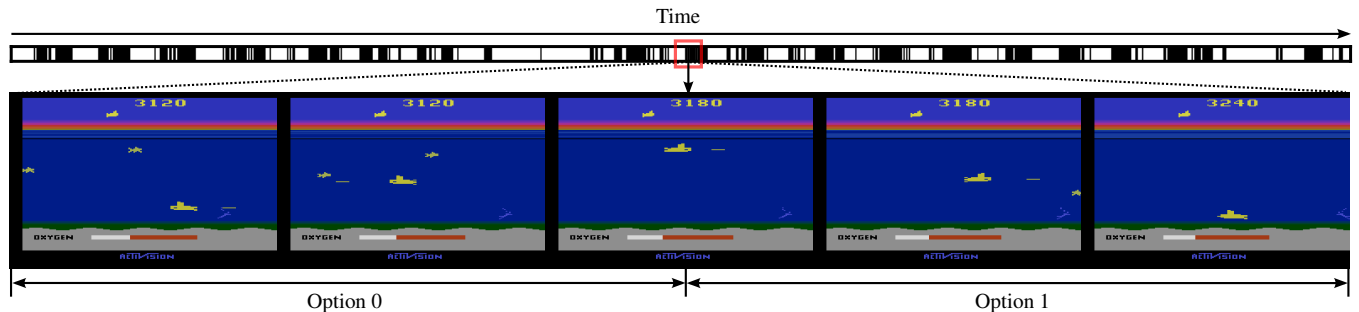 Time
3120 3120 3180 3180 3240
OXYGEN OXYGEN OXYGEN OXYGEN OXYGEN
ACTIVISION ACTIVISION ACTIVISION ACTIVISION ACTIVISION
Option 0 Option 1